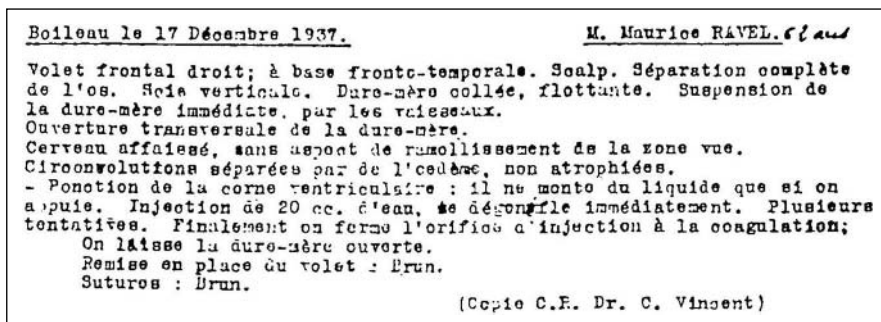 Boileau le 17 Décembre 1937. M. Maurice RAVEL. 62 ans
Volet frontal droit; à base fronto-temporale. Scalp. Séparation complète
de l'os. Scie verticale. Dure-mère collée, flottante. Suspension de
la dure-mère immédiate, par les vaisseaux.
Ouverture transversale de la dure-mère.
Cerveau affaissé, sans aspect de ramollissement de la zone vue.
Circonvolutions séparées par de l'oedème, non atrophiées.
- Ponction de la corne ventriculaire : il ne monte du liquide que si on
appuie. Injection de 20 cc. d'eau, se dégonfle immédiatement. Plusieurs
tentatives. Finalement on ferme l'orifice d'injection à la coagulation;
On laisse la dure-mère ouverte.
Remise en place du volet : Brun.
Sutures : Brun.
(Copie C.R. Dr. C. Vincent)